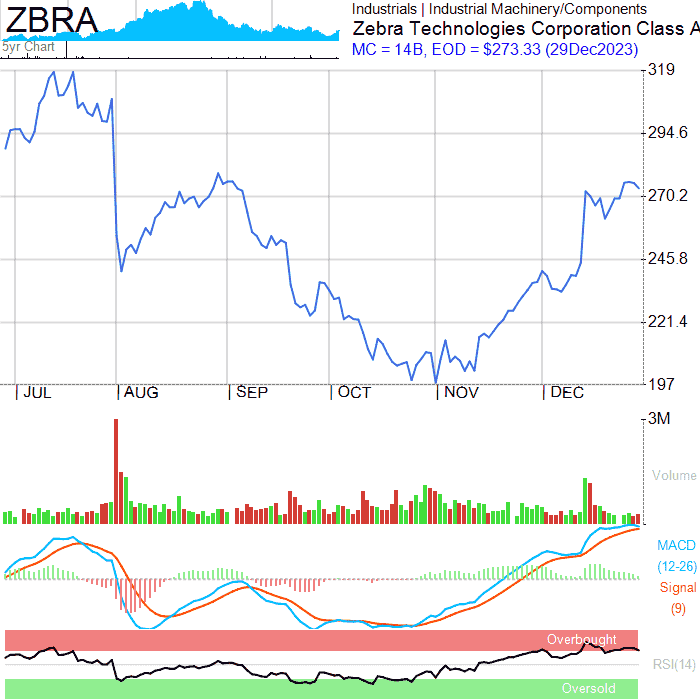 ZBRA
5yr Chart
Industrials | Industrial Machinery/Components
Zebra Technologies Corporation Class A
MC = 14B, EOD = $273.33 (29Dec2023)
319
294.6
270.2
245.8
221.4
197
JUL
AUG
SEP
OCT
NOV
DEC
3M
Volume
MACD
(12-26)
Signal
(9)
Overbought
RSI(14)
Oversold